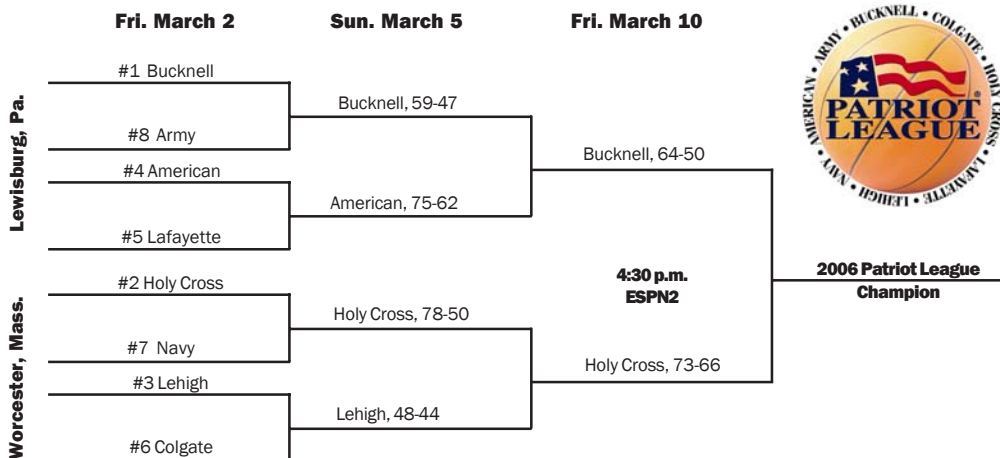 Fri. March 2
Sun. March 5
Fri. March 10
Lewisburg, Pa.
#1 Bucknell
#8 Army
#4 American
#5 Lafayette
Bucknell, 59-47
American, 75-62
Bucknell, 64-50
Worcester, Mass.
#2 Holy Cross
#7 Navy
#3 Lehigh
#6 Colgate
Holy Cross, 78-50
Lehigh, 48-44
Holy Cross, 73-66
4:30 p.m.
ESPN2
2006 Patriot League
Champion
AMERICAN • ARMY • BUCKNELL • COLGATE • HOLY CROSS • LAFAYETTE • LEHIGH • NAVY •
PATRIOT
LEAGUE®